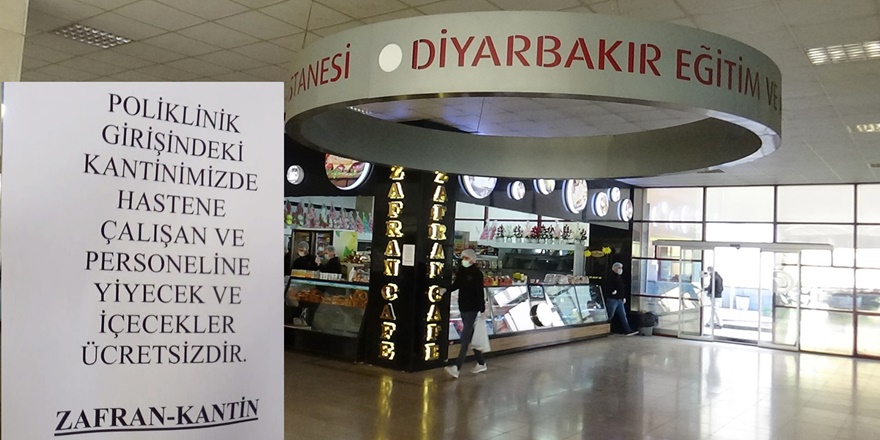 POLİKLİNİK
GİRİŞİNDEKİ
KANTİNİMİZDE
HASTENE
ÇALIŞAN VE
PERSONELİNE
YİYECEK VE
İÇECEKLER
ÜCRETSİZDİR.
ZAFRAN-KANTİN
STANESİ DİYARBAKIR EĞİTİM VE
ZAFRAN CAFE
ZAFRAN CAFE